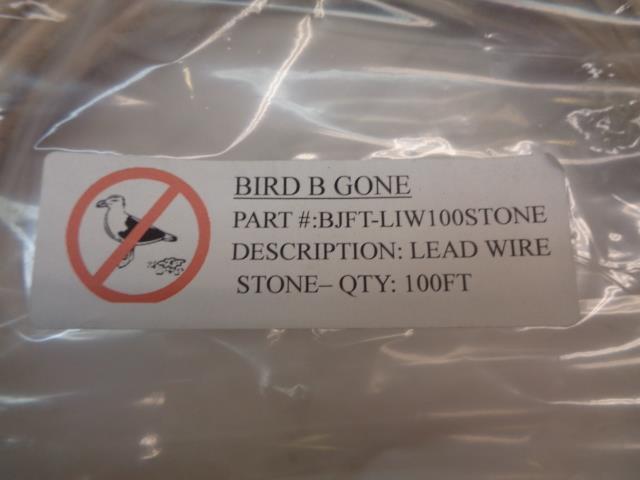 BIRD B GONE
PART #:BJFT-LIW100STONE
DESCRIPTION: LEAD WIRE
STONE– QTY: 100FT